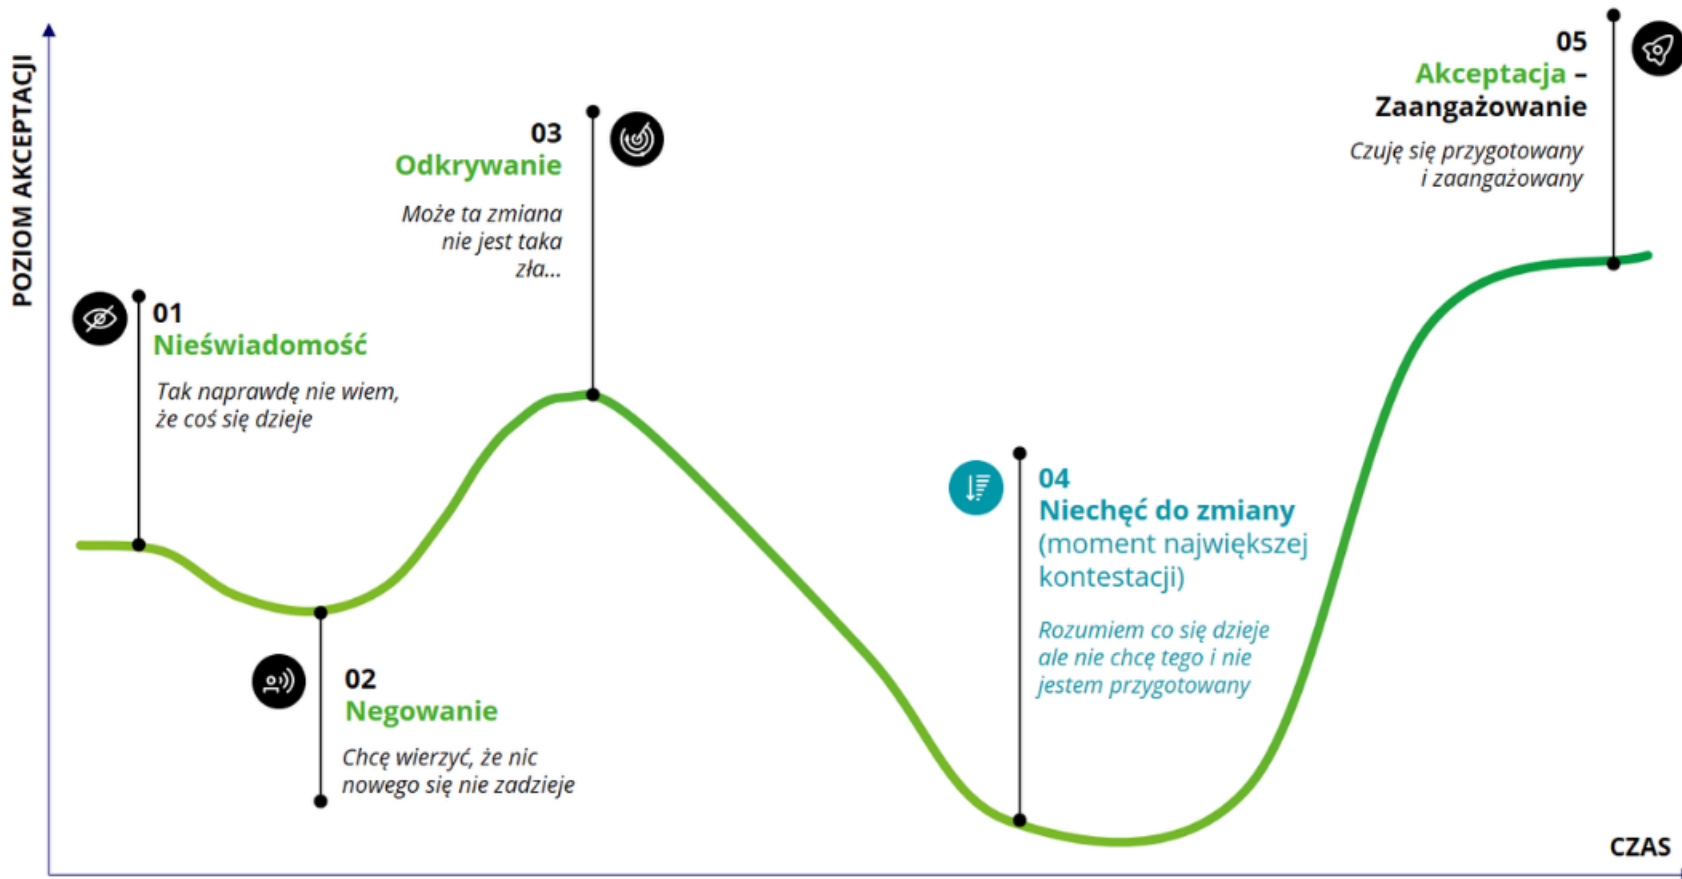 POZIOM AKCEPTACJI
01
Nieświadomość
Tak naprawdę nie wiem,
że coś się dzieje
02
Negowanie
Chcę wierzyć, że nic
nowego się nie zadzieje
03
Odkrywanie
Może ta zmiana
nie jest taka
zła...
04
Niechęć do zmiany
(moment największej
kontestacji)
Rozumiem co się dzieje
ale nie chcę tego i nie
jestem przygotowany
05
Akceptacja –
Zaangażowanie
Czuję się przygotowany
i zaangażowany
CZAS